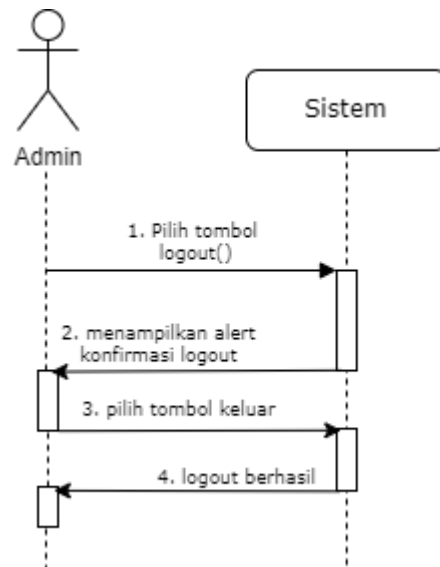 Admin
Sistem
1. Pilih tombol
logout()
2. menampilkan alert
konfirmasi logout
3. pilih tombol keluar
4. logout berhasil